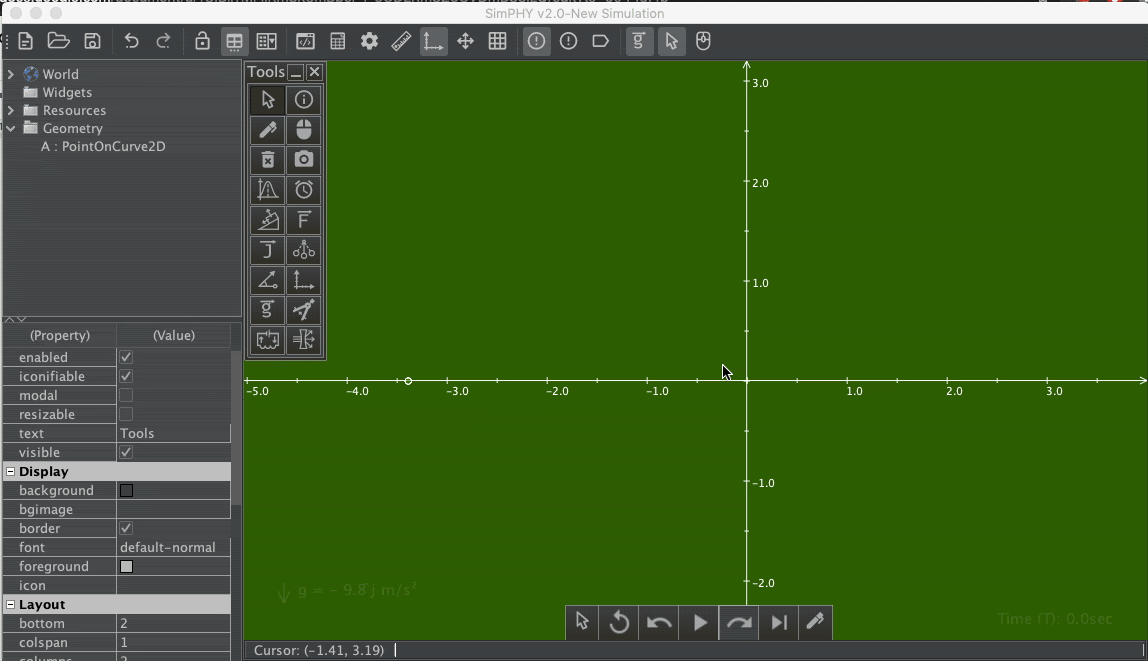 SimPHY v2.0-New Simulation
World
Widgets
Resources
Geometry
A : PointOnCurve2D
(Property) (Value)
enabled
iconifiable
modal
resizable
text Tools
visible
Display
background
bgimage
border
font default-normal
foreground
icon
Layout
bottom 2
colspan 1
Tools
F
J
g
g
3.0
2.0
1.0
-5.0 -4.0 -3.0 -2.0 -1.0 1.0 2.0 3.0
-1.0
-2.0
g = - 9.8 j m/s²
Time (T): 0.0sec
Cursor: (-1.41, 3.19)